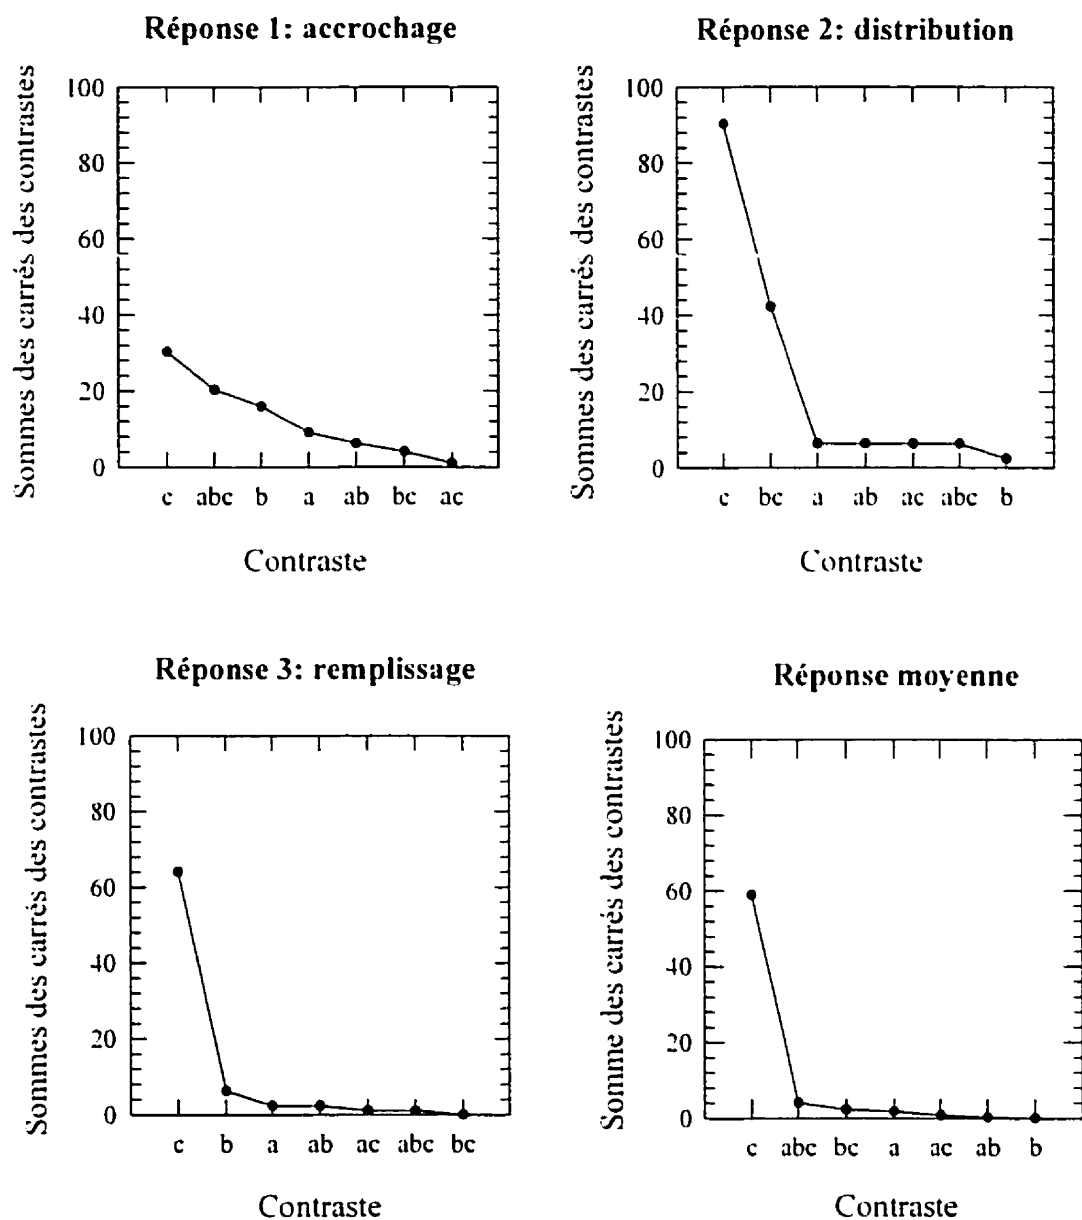 Réponse 1: accrochage
Sommes des carrés des contrastes
100
80
60
40
20
0
c abc b a ab bc ac
Contraste
Réponse 2: distribution
Sommes des carrés des contrastes
100
80
60
40
20
0
c bc a ab ac abc b
Contraste
Réponse 3: remplissage
Sommes des carrés des contrastes
100
80
60
40
20
0
c b a ab ac abc bc
Contraste
Réponse moyenne
Somme des carrés des contrastes
100
80
60
40
20
0
c abc bc a ac ab b
Contraste